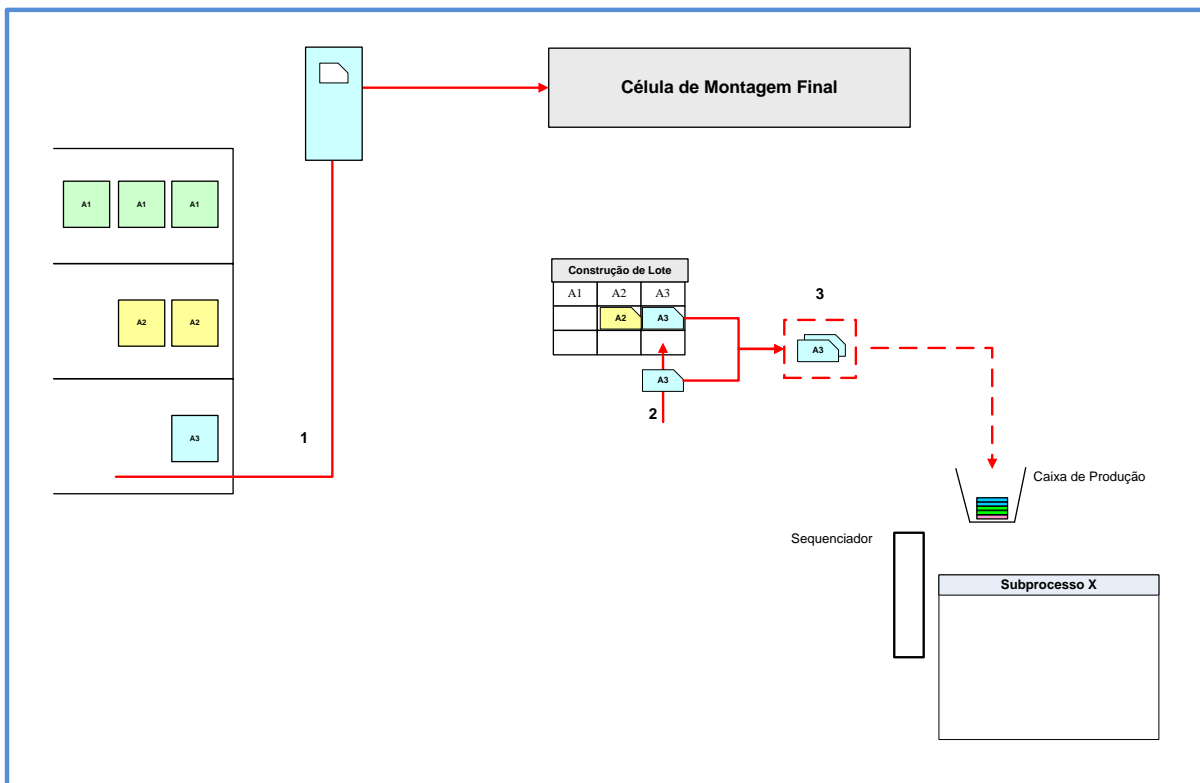 Célula de Montagem Final
A1 A1 A1
Construção de Lote
A1 A2 A3
A2 A3
3
A2 A2
A3
A3
2
A3
1
Caixa de Produção
Sequenciador
Subprocesso X